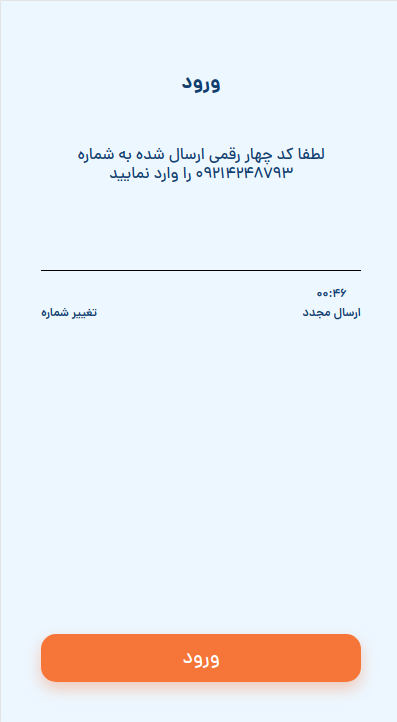 ورود
لطفا کد چهار رقمی ارسال شده به شماره
۰۹۲۱۴۲۴۸۷۹۳ را وارد نمایید
۰۰:۴۶
ارسال مجدد
تغییر شماره
ورود